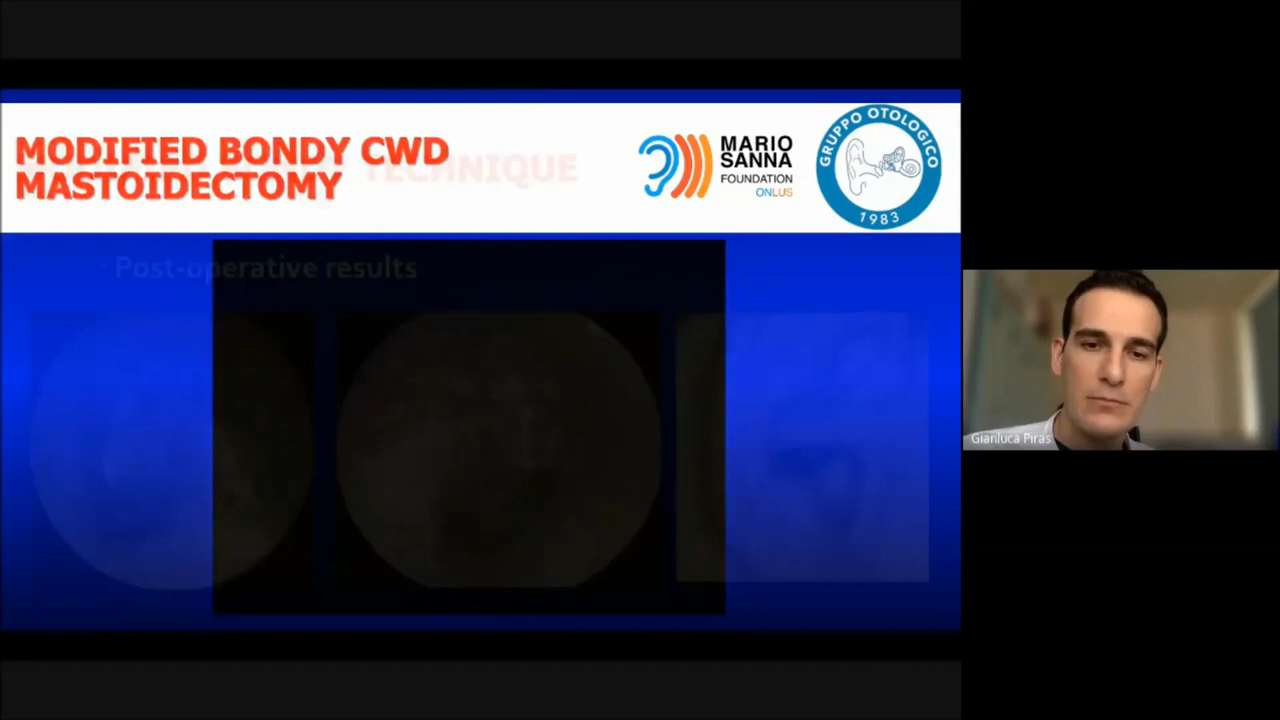 MODIFIED BONDY CWD
MASTOIDECTOMY
TECHNIQUE
MARIO
SANNA
FOUNDATION
ONLUS
GRUPPO OTOLOGICO
1983
· Post-operative results
Gianluca Piras